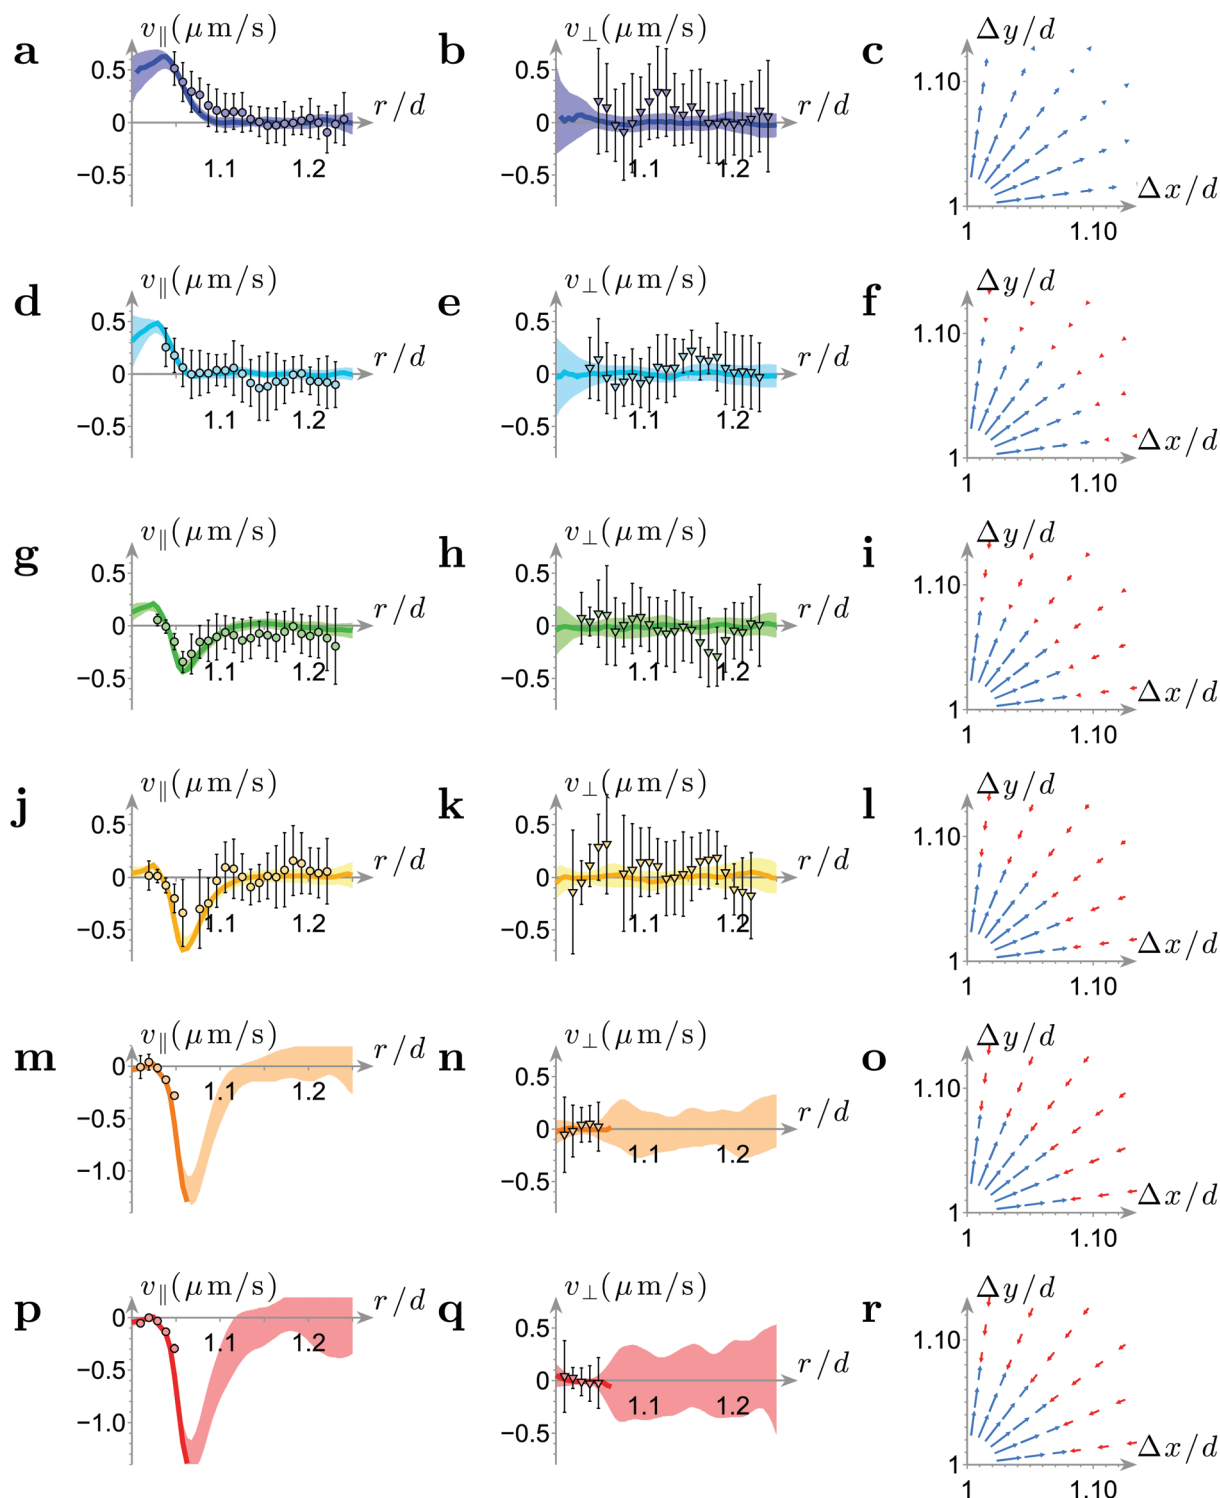 a v∥(μm/s) 0.5 0 −0.5 1.1 1.2 r/d
b v⊥(μm/s) 0.5 0 −0.5 1.1 1.2 r/d
c Δy/d 1.10 1 1 1.10 Δx/d
d v∥(μm/s) 0.5 0 −0.5 1.1 1.2 r/d
e v⊥(μm/s) 0.5 0 −0.5 1.1 1.2 r/d
f Δy/d 1.10 1 1 1.10 Δx/d
g v∥(μm/s) 0.5 0 −0.5 1.1 1.2 r/d
h v⊥(μm/s) 0.5 0 −0.5 1.1 1.2 r/d
i Δy/d 1.10 1 1 1.10 Δx/d
j v∥(μm/s) 0.5 0 −0.5 1.1 1.2 r/d
k v⊥(μm/s) 0.5 0 −0.5 1.1 1.2 r/d
l Δy/d 1.10 1 1 1.10 Δx/d
m v∥(μm/s) 0 −0.5 −1.0 1.1 1.2 r/d
n v⊥(μm/s) 0.5 0 −0.5 1.1 1.2 r/d
o Δy/d 1.10 1 1 1.10 Δx/d
p v∥(μm/s) 0 −0.5 −1.0 1.1 1.2 r/d
q v⊥(μm/s) 0.5 0 −0.5 1.1 1.2 r/d
r Δy/d 1.10 1 1 1.10 Δx/d